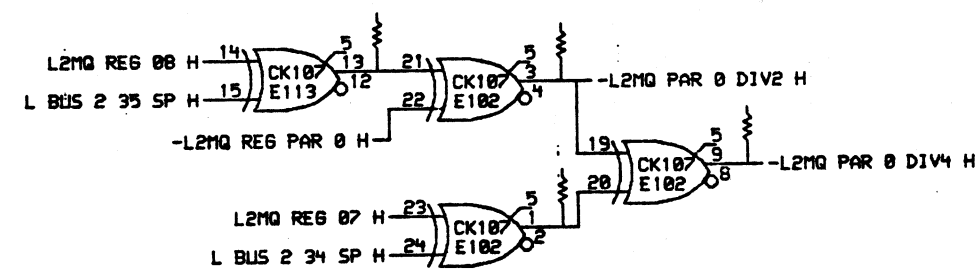 L2MQ REG 08 H
14
L BUS 2 35 SP H
15
CK107
E113
5
13
12
21
22
-L2MQ REG PAR 0 H
CK107
E102
5
3
4
-L2MQ PAR 0 DIV2 H
19
20
CK107
E102
5
9
8
-L2MQ PAR 0 DIV4 H
L2MQ REG 07 H
23
L BUS 2 34 SP H
24
CK107
E102
5
1
2